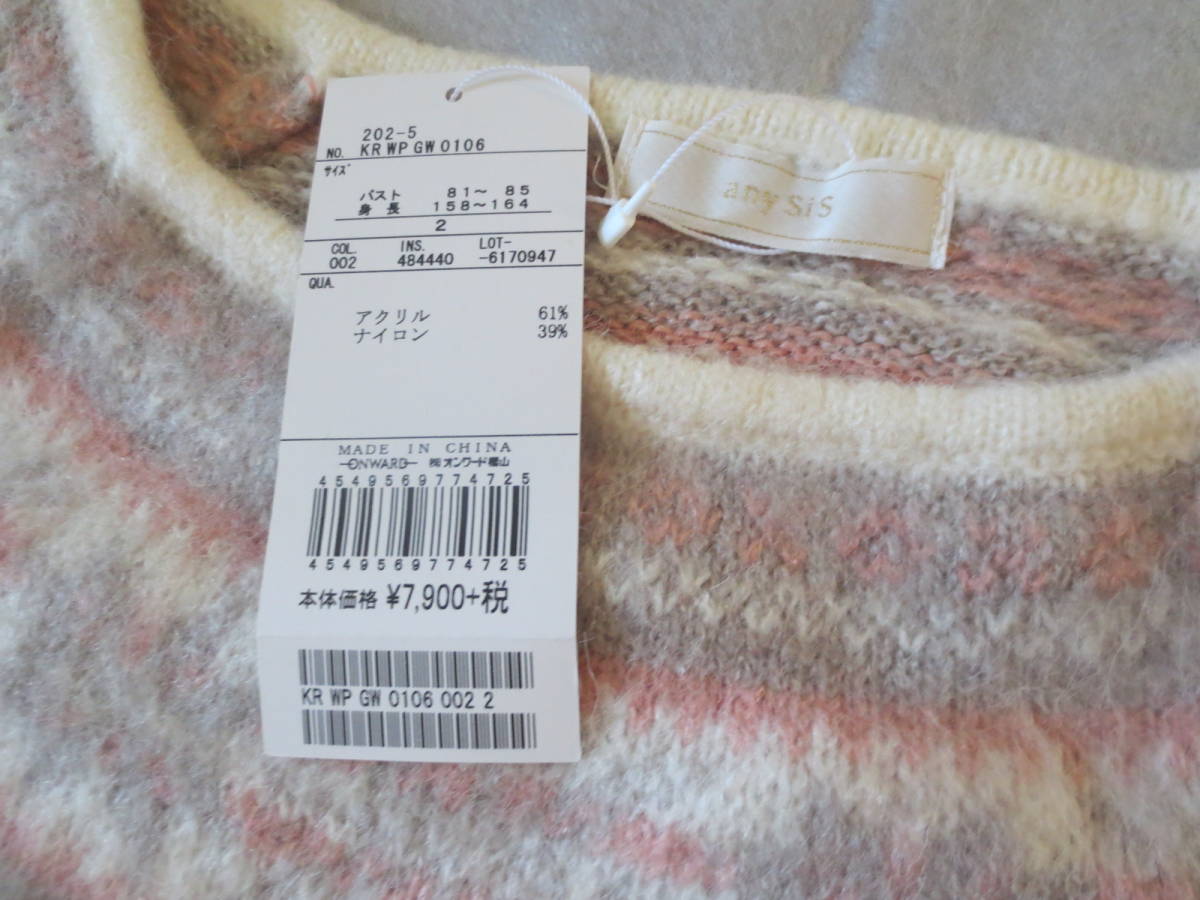 202-5
NO. KR WP GW 0106
サイズ
バスト 81～ 85
身 長 158～164
2
COL. INS. LOT-
002 484440 -6170947
QUA.
アクリル 61%
ナイロン 39%
MADE IN CHINA
ONWARD ㈱オンワード樫山
4549569774725
4549569774725
本体価格 ¥7,900+税
KR WP GW 0106 002 2
any SiS